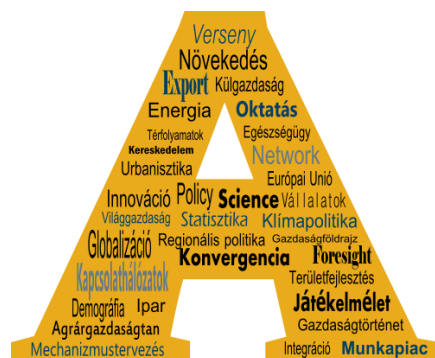 Verseny
Növekedés
Export Külgazdaság
Energia Oktatás
Térfolyamatok Egészségügy
Kereskedelem Network
Urbanisztika Európai Unió
Innováció Policy Science Vállalatok
Világgazdaság Statisztika Klímapolitika
Globalizáció Regionális politika Gazdaságföldrajz
Konvergencia Foresight
Kapcsolathálózatok Területfejlesztés
Demográfia Ipar Játékelmélet
Agrárgazdaságtan Gazdaságtörténet
Mechanizmustervezés Integráció Munkapiac